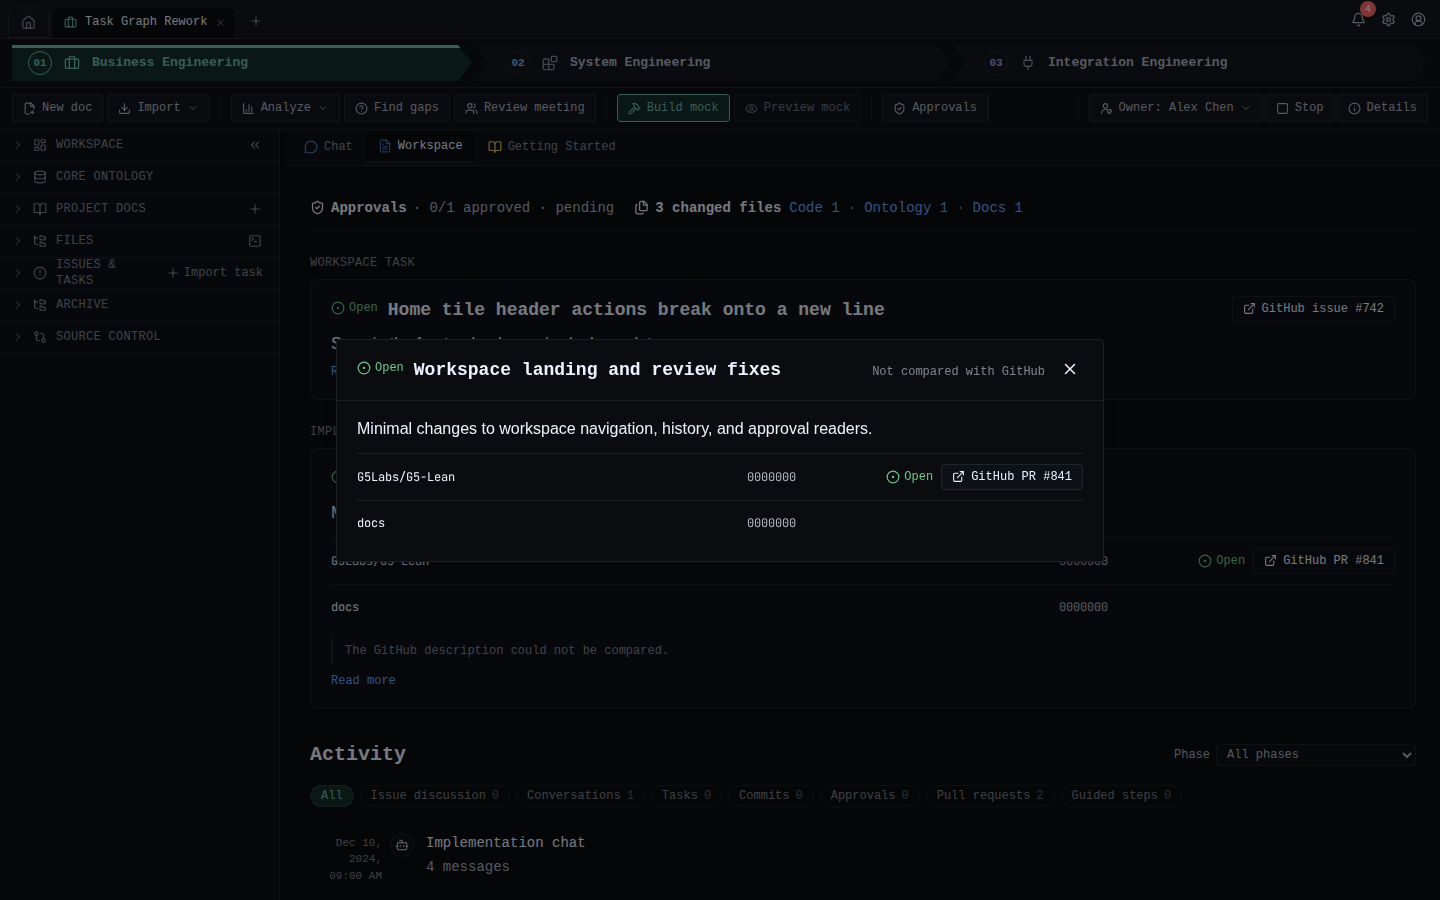 Task Graph Rework
4
01 Business Engineering
02 System Engineering
03 Integration Engineering
New doc
Import
Analyze
Find gaps
Review meeting
Build mock
Preview mock
Approvals
Owner: Alex Chen
Stop
Details
WORKSPACE
CORE ONTOLOGY
PROJECT DOCS
FILES
ISSUES &
TASKS
Import task
ARCHIVE
SOURCE CONTROL
Chat
Workspace
Getting Started
Approvals · 0/1 approved · pending
3 changed files Code 1 · Ontology 1 · Docs 1
WORKSPACE TASK
Open Home tile header actions break onto a new line
GitHub issue #742
Open Workspace landing and review fixes
Not compared with GitHub
Minimal changes to workspace navigation, history, and approval readers.
G5Labs/G5-Lean 0000000 Open GitHub PR #841
docs 0000000
G5Labs/G5-Lean 0000000 Open GitHub PR #841
docs 0000000
The GitHub description could not be compared.
Read more
Activity
Phase All phases
All
Issue discussion 0
Conversations 1
Tasks 0
Commits 0
Approvals 0
Pull requests 2
Guided steps 0
Dec 10,
2024,
09:00 AM
Implementation chat
4 messages